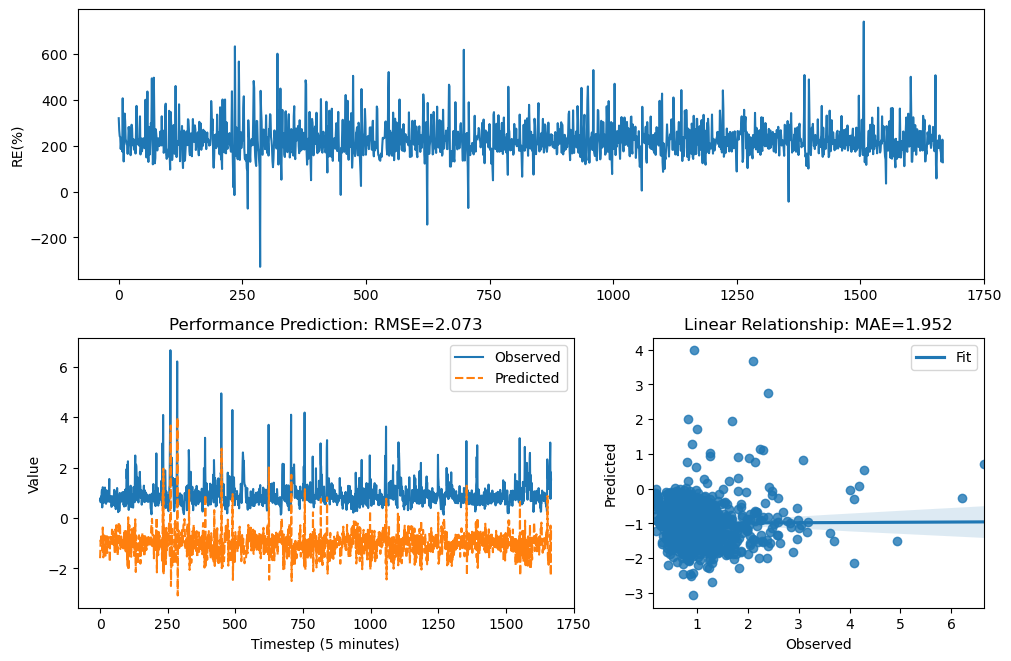 RE(%)
600
400
200
0
−200
0 250 500 750 1000 1250 1500 1750
Performance Prediction: RMSE=2.073
Value
6
4
2
0
−2
Observed
Predicted
0 250 500 750 1000 1250 1500 1750
Timestep (5 minutes)
Linear Relationship: MAE=1.952
Predicted
4
3
2
1
0
−1
−2
−3
Fit
1 2 3 4 5 6
Observed